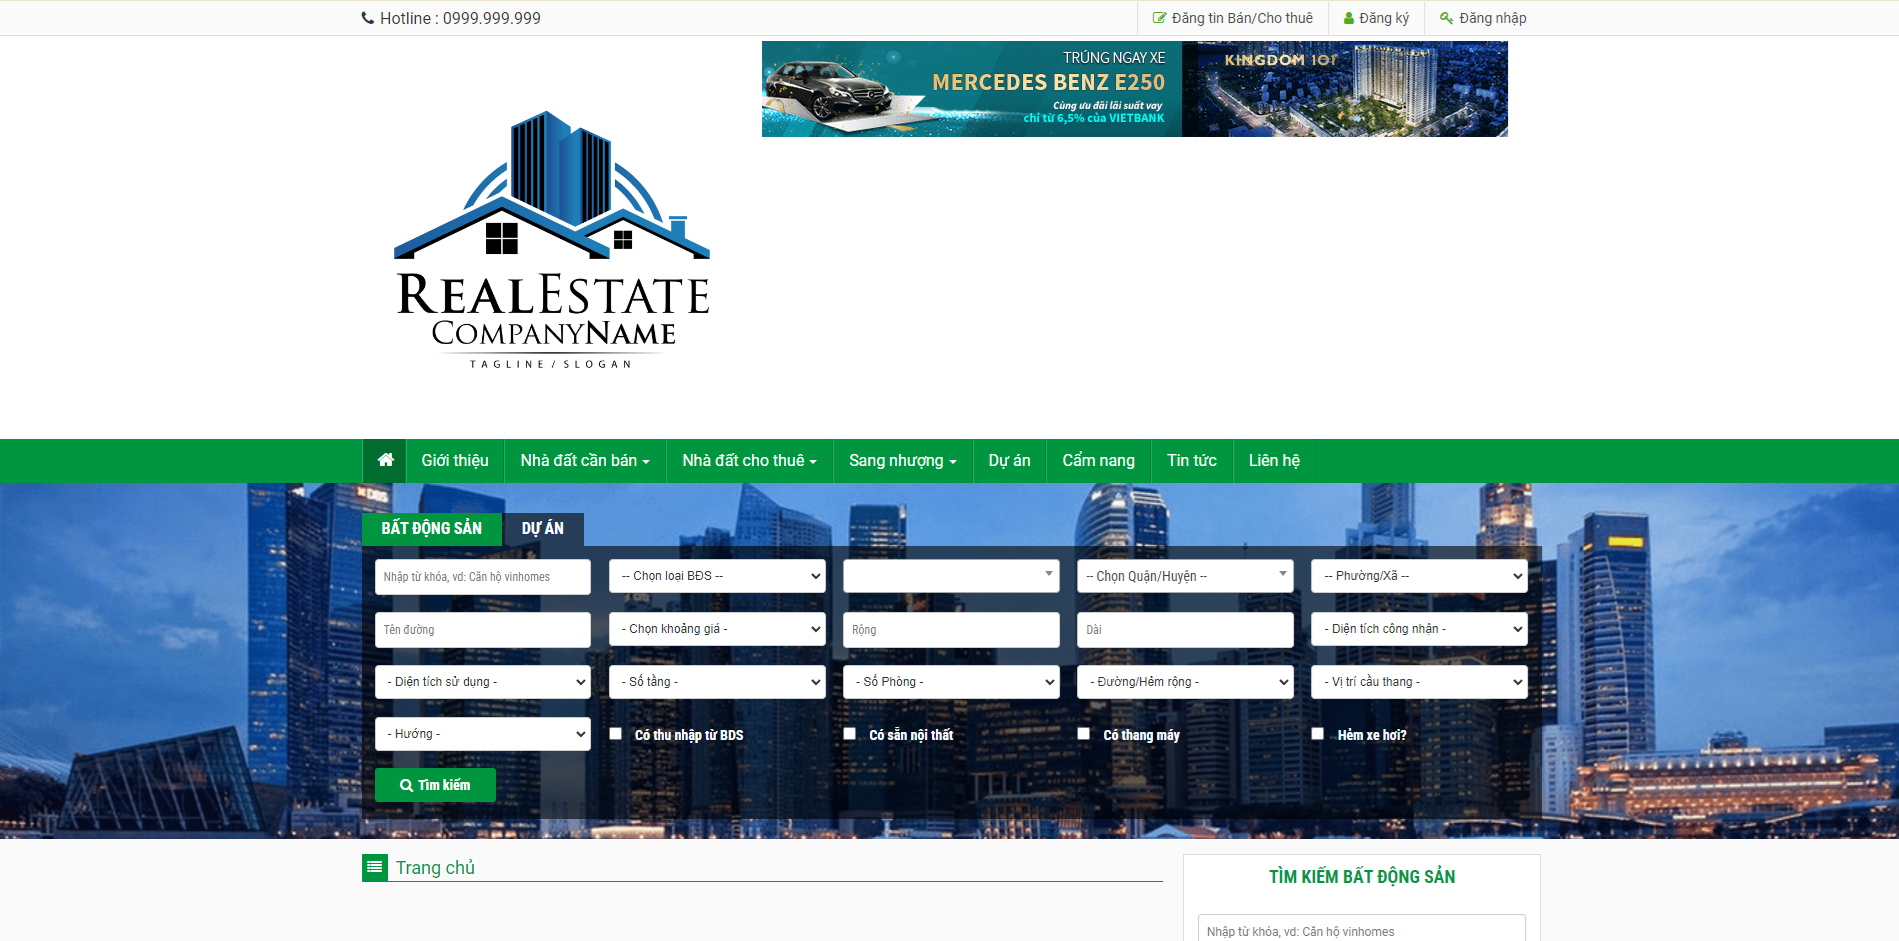 Hotline : 0999.999.999
Đăng tin Bán/Cho thuê
Đăng ký
Đăng nhập
TRÚNG NGAY XE
MERCEDES BENZ E250
Cùng ưu đãi lãi suất vay
chỉ từ 6,5% của VIETBANK
KINGDOM 101
REALESTATE
COMPANYNAME
TAGLINE / SLOGAN
Giới thiệu
Nhà đất cần bán
Nhà đất cho thuê
Sang nhượng
Dự án
Cẩm nang
Tin tức
Liên hệ
BẤT ĐỘNG SẢN
DỰ ÁN
Nhập từ khóa, vd: Căn hộ vinhomes
-- Chọn loại BĐS --
-- Chọn Quận/Huyện --
-- Phường/Xã --
Tên đường
- Chọn khoảng giá -
Rộng
Dài
- Diện tích công nhận -
- Diện tích sử dụng -
- Số tầng -
- Số Phòng -
- Đường/Hẻm rộng -
- Vị trí cầu thang -
- Hướng -
Có thu nhập từ BDS
Có sẵn nội thất
Có thang máy
Hẻm xe hơi?
Tìm kiếm
Trang chủ
TÌM KIẾM BẤT ĐỘNG SẢN
Nhập từ khóa, vd: Căn hộ vinhomes